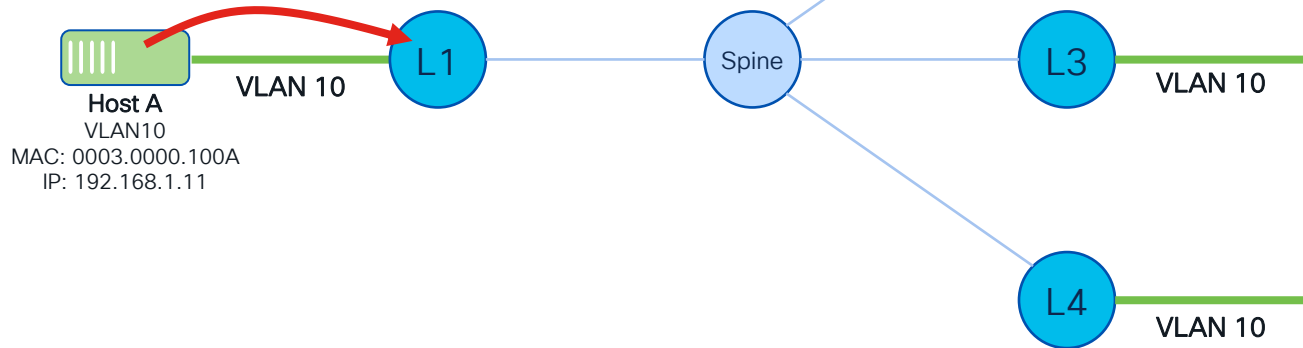 L1
Spine
L3
VLAN 10
VLAN 10
Host A
VLAN10
MAC: 0003.0000.100A
IP: 192.168.1.11
L4
VLAN 10